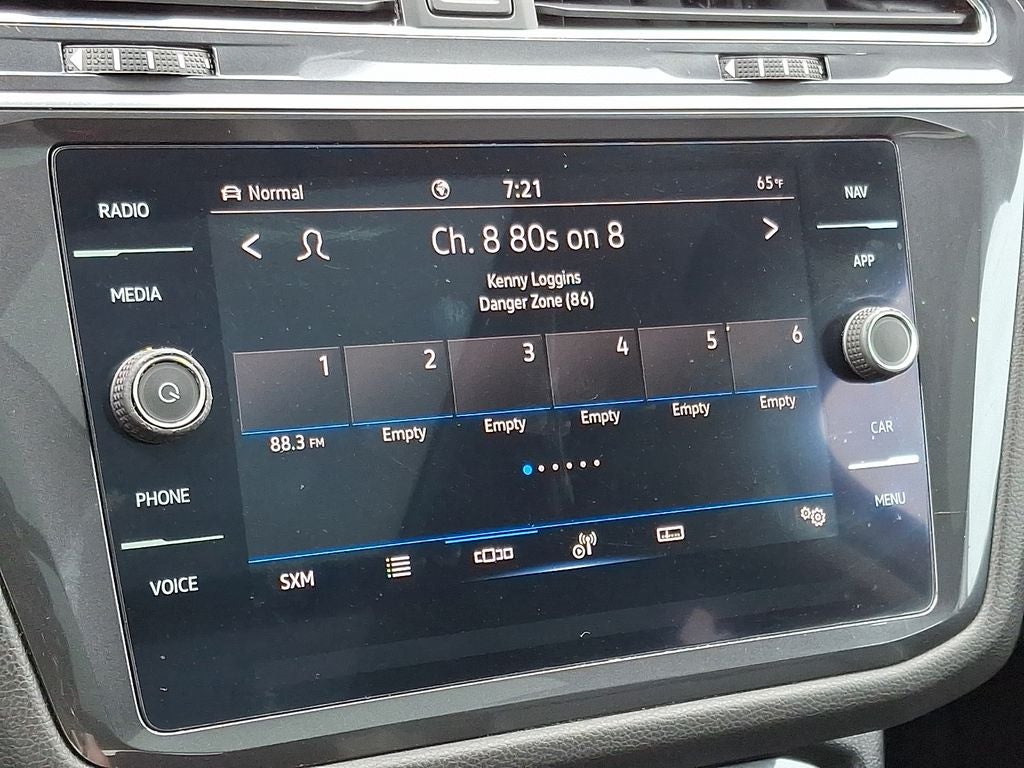 Normal
7:21
65°F
RADIO
MEDIA
PHONE
VOICE
NAV
APP
CAR
MENU
< Ch. 8 80s on 8 >
Kenny Loggins
Danger Zone (86)
1 2 3 4 5 6
88.3 FM Empty Empty Empty Empty Empty
SXM